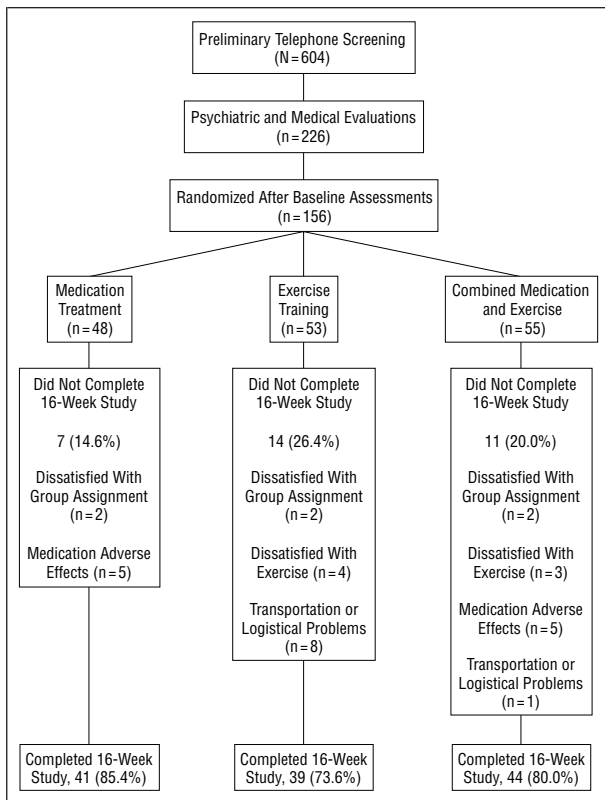 Preliminary Telephone Screening
(N=604)
Psychiatric and Medical Evaluations
(n=226)
Randomized After Baseline Assessments
(n=156)
Medication
Treatment
(n=48)
Did Not Complete
16-Week Study
7 (14.6%)
Dissatisfied With
Group Assignment
(n=2)
Medication Adverse
Effects (n=5)
Completed 16-Week
Study, 41 (85.4%)
Exercise
Training
(n=53)
Did Not Complete
16-Week Study
14 (26.4%)
Dissatisfied With
Group Assignment
(n=2)
Dissatisfied With
Exercise (n=4)
Transportation or
Logistical Problems
(n=8)
Completed 16-Week
Study, 39 (73.6%)
Combined Medication
and Exercise
(n=55)
Did Not Complete
16-Week Study
11 (20.0%)
Dissatisfied With
Group Assignment
(n=2)
Dissatisfied With
Exercise (n=3)
Medication Adverse
Effects (n=5)
Transportation or
Logistical Problems
(n=1)
Completed 16-Week
Study, 44 (80.0%)